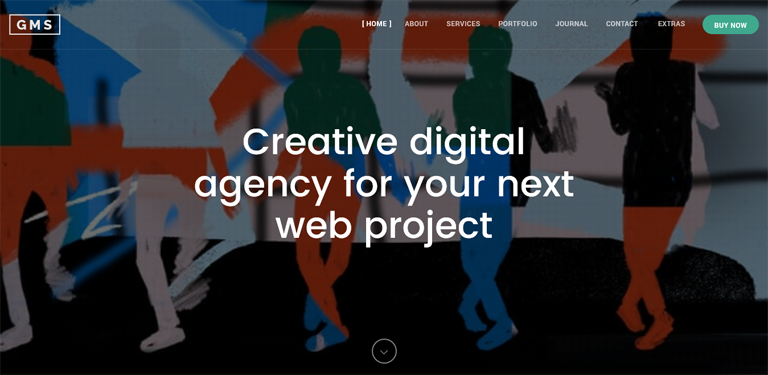 GMS
[ HOME ] ABOUT SERVICES PORTFOLIO JOURNAL CONTACT EXTRAS BUY NOW
Creative digital
agency for your next
web project